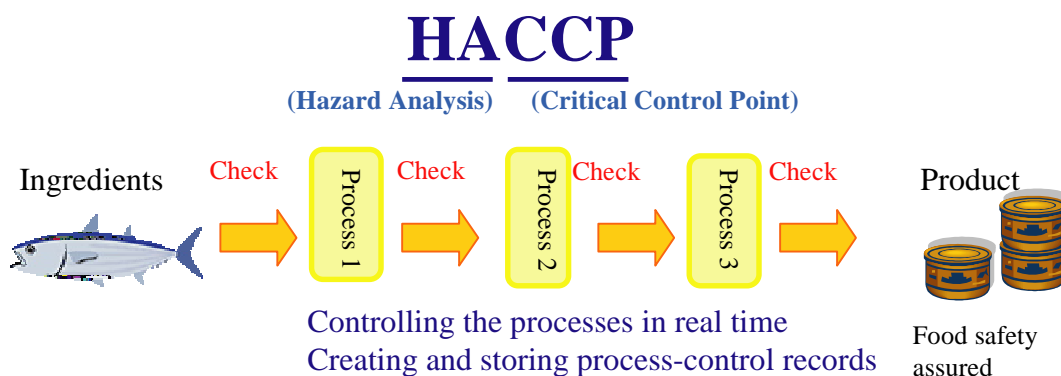 HACCP
(Hazard Analysis) (Critical Control Point)
Ingredients
Check
Process 1
Check
Process 2
Check
Process 3
Check
Product
Controlling the processes in real time
Creating and storing process-control records
Food safety
assured